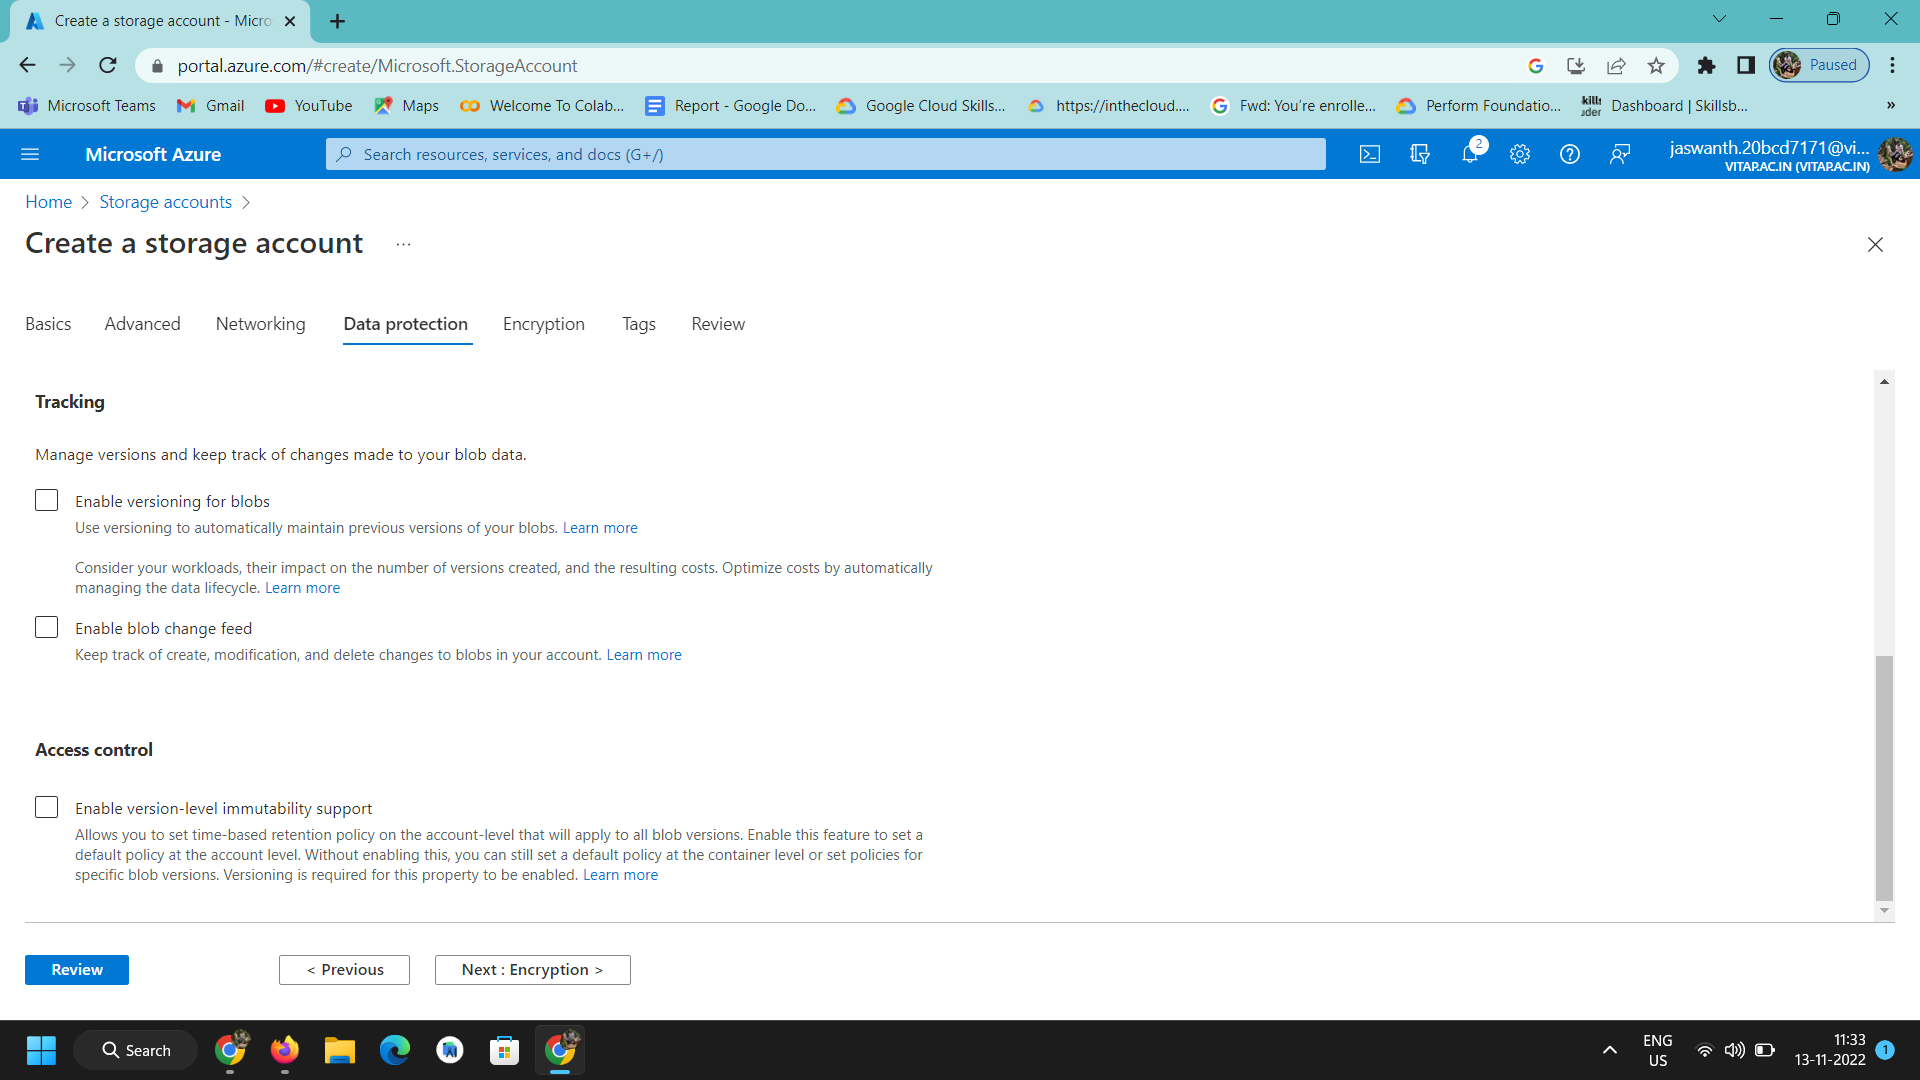 Create a storage account - Micro
portal.azure.com/#create/Microsoft.StorageAccount
Paused
Microsoft Teams
Gmail
YouTube
Maps
Welcome To Colab...
Report - Google Do...
Google Cloud Skills...
https://inthecloud....
Fwd: You're enrolle...
Perform Foundatio...
Dashboard | Skillsb...
»
Microsoft Azure
Search resources, services, and docs (G+/)
2
jaswanth.20bcd7171@vi...
VITAP.AC.IN (VITAP.AC.IN)
Home > Storage accounts >
Create a storage account ...
Basics Advanced Networking Data protection Encryption Tags Review
Tracking
Manage versions and keep track of changes made to your blob data.
Enable versioning for blobs
Use versioning to automatically maintain previous versions of your blobs. Learn more
Consider your workloads, their impact on the number of versions created, and the resulting costs. Optimize costs by automatically
managing the data lifecycle. Learn more
Enable blob change feed
Keep track of create, modification, and delete changes to blobs in your account. Learn more
Access control
Enable version-level immutability support
Allows you to set time-based retention policy on the account-level that will apply to all blob versions. Enable this feature to set a
default policy at the account level. Without enabling this, you can still set a default policy at the container level or set policies for
specific blob versions. Versioning is required for this property to be enabled. Learn more
Review
< Previous
Next : Encryption >
Search
ENG
US
11:33
13-11-2022
1